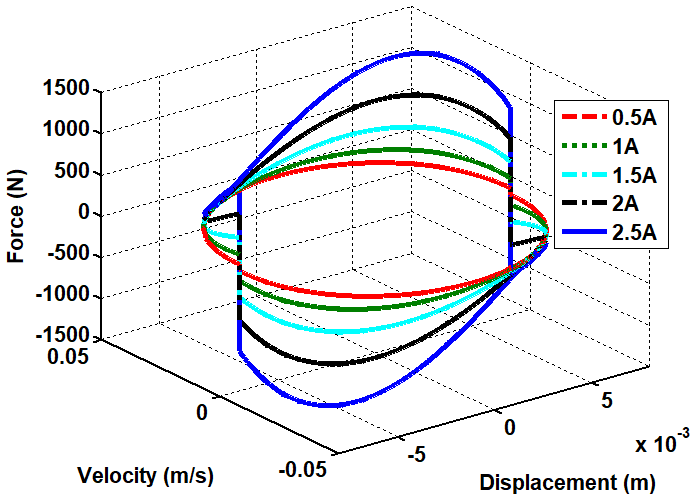 1500
1000
500
0
-500
-1000
-1500
Force (N)
0.05
0
-0.05
Velocity (m/s)
-5
0
5
x 10^-3
Displacement (m)
0.5A
1A
1.5A
2A
2.5A